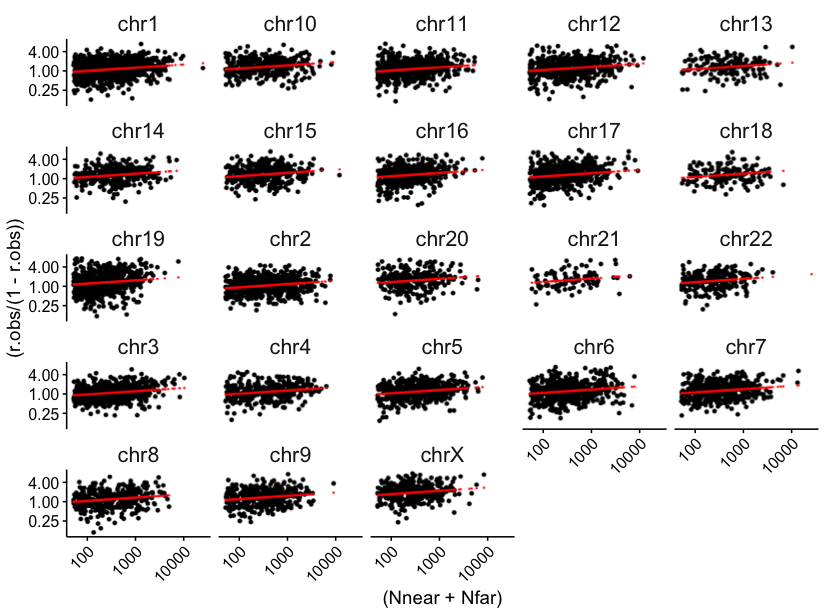 chr1 chr10 chr11 chr12 chr13
4.00
1.00
0.25
chr14 chr15 chr16 chr17 chr18
4.00
1.00
0.25
chr19 chr2 chr20 chr21 chr22
4.00
1.00
0.25
chr3 chr4 chr5 chr6 chr7
4.00
1.00
0.25
100 1000 10000 100 1000 10000
chr8 chr9 chrX
4.00
1.00
0.25
100 1000 10000 100 1000 10000 100 1000 10000
(r.obs/(1 - r.obs))
(Nnear + Nfar)